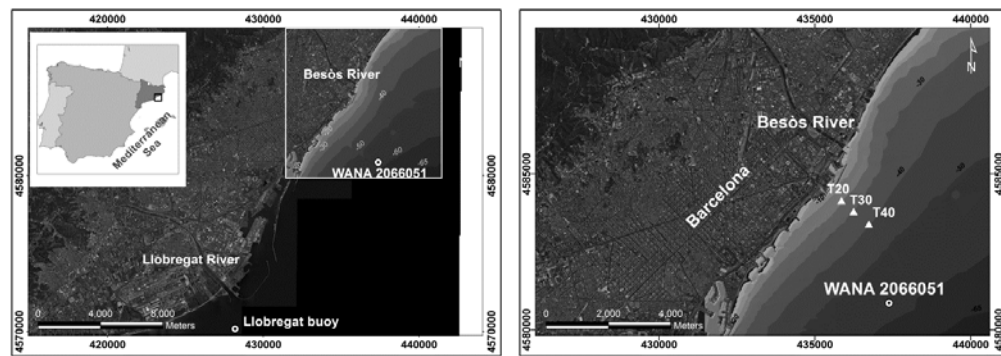 420000 430000 440000
Besòs River
WANA 2066051
Mediterranean
Sea
Llobregat River
Llobregat buoy
0 4,000 8,000
Meters
4580000
4570000
420000 430000 440000
430000 435000 440000
N
Besòs River
Barcelona
T20
T30
T40
WANA 2066051
0 2,000 4,000
Meters
4585000
4580000
4585000
4580000
430000 435000 440000